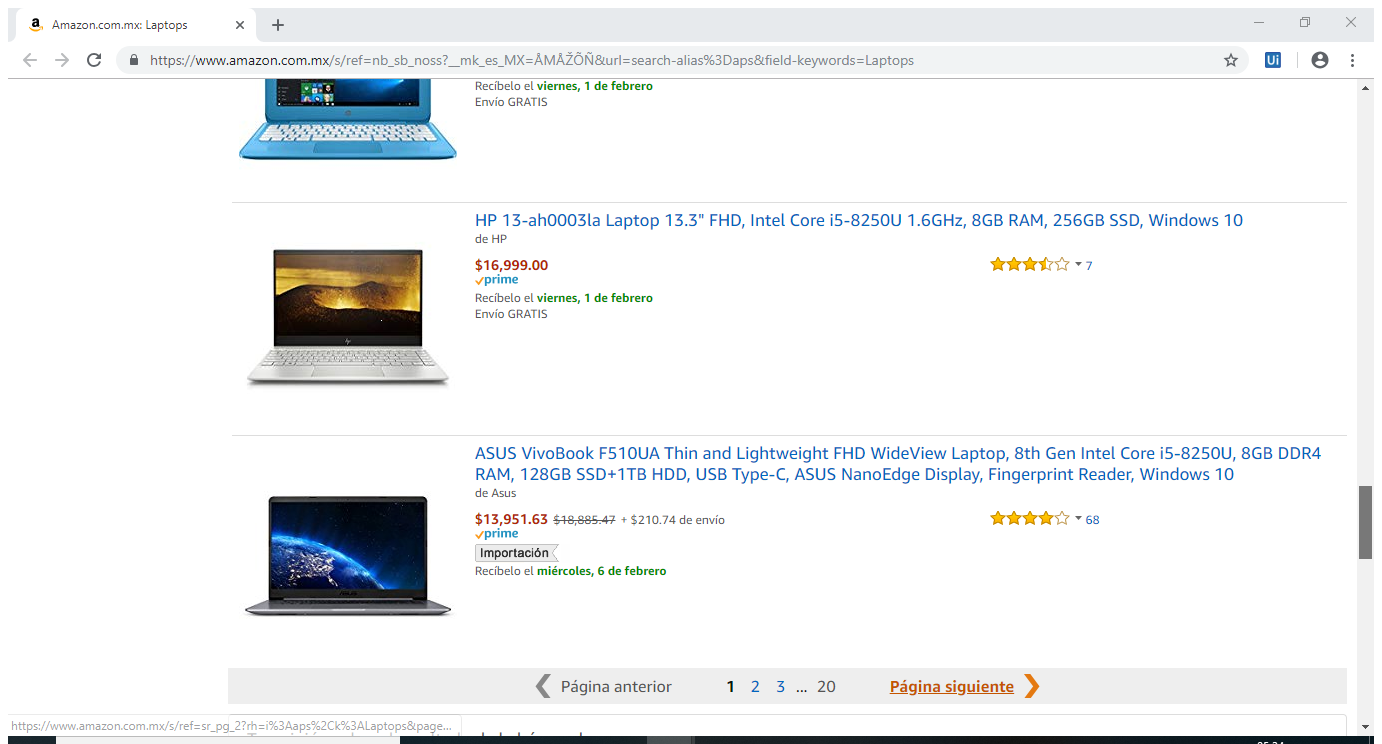 Amazon.com.mx: Laptops
https://www.amazon.com.mx/s/ref=nb_sb_noss?__mk_es_MX=ÅMÅŽÕÑ&url=search-alias%3Daps&field-keywords=Laptops
Ui
Recíbelo el viernes, 1 de febrero
Envío GRATIS
HP 13-ah0003la Laptop 13.3" FHD, Intel Core i5-8250U 1.6GHz, 8GB RAM, 256GB SSD, Windows 10
de HP
$16,999.00
7
prime
Recíbelo el viernes, 1 de febrero
Envío GRATIS
ASUS VivoBook F510UA Thin and Lightweight FHD WideView Laptop, 8th Gen Intel Core i5-8250U, 8GB DDR4
RAM, 128GB SSD+1TB HDD, USB Type-C, ASUS NanoEdge Display, Fingerprint Reader, Windows 10
de Asus
$13,951.63 $18,885.47 + $210.74 de envío
68
prime
Importación
Recíbelo el miércoles, 6 de febrero
Página anterior 1 2 3 ... 20 Página siguiente
https://www.amazon.com.mx/s/ref=sr_pg_2?rh=i%3Aaps%2Ck%3ALaptops&page...